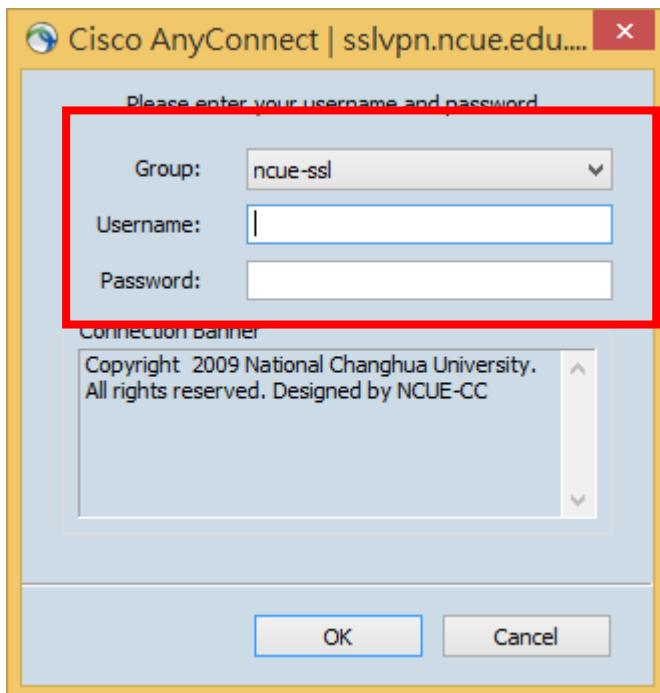 Cisco AnyConnect | sslvpn.ncue.edu....
Please enter your username and password
Group:
ncue-ssl
Username:
Password:
Connection Banner
Copyright  2009 National Changhua University.
All rights reserved. Designed by NCUE-CC
OK
Cancel